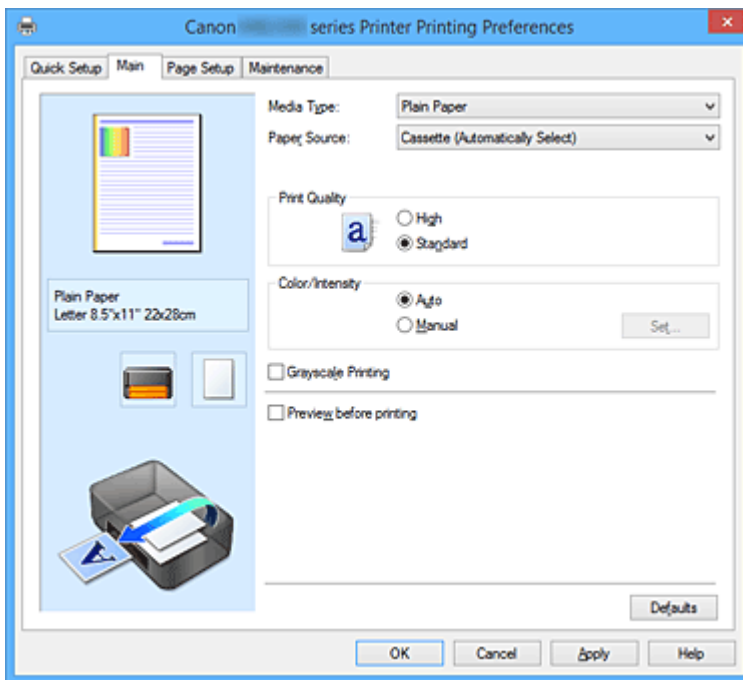 Canon series Printer Printing Preferences
Quick Setup Main Page Setup Maintenance
Media Type: Plain Paper
Paper Source: Cassette (Automatically Select)
Print Quality
a
High
Standard
Plain Paper
Letter 8.5"x11" 22x28cm
Color/Intensity
Auto
Manual
Set...
Grayscale Printing
Preview before printing
A
Defaults
OK Cancel Apply Help